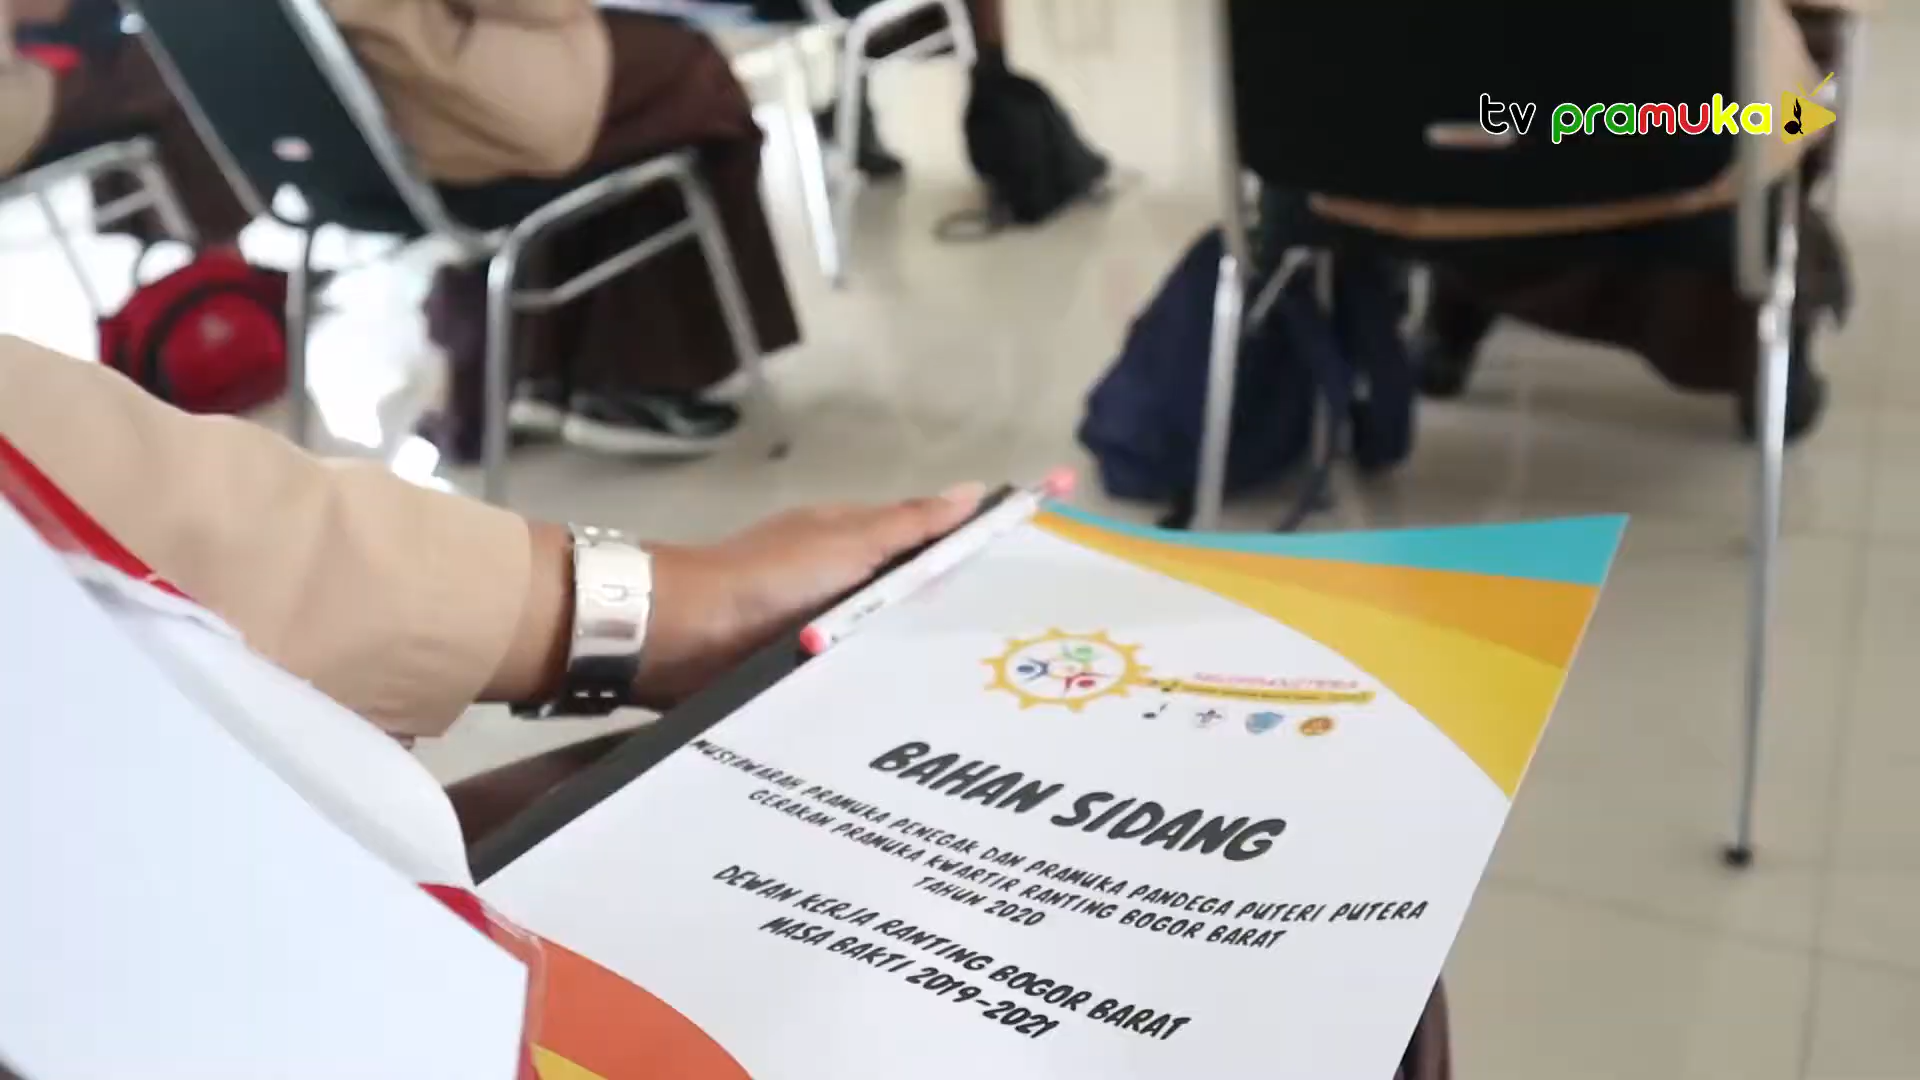 tv pramuka
BAHAN SIDANG
MUSYAWARAH PRAMUKA PENEGAK DAN PRAMUKA PANDEGA PUTERI PUTERA
GERAKAN PRAMUKA KWARTIR RANTING BOGOR BARAT
TAHUN 2020
DEWAN KERJA RANTING BOGOR BARAT
MASA BAKTI 2019-2021